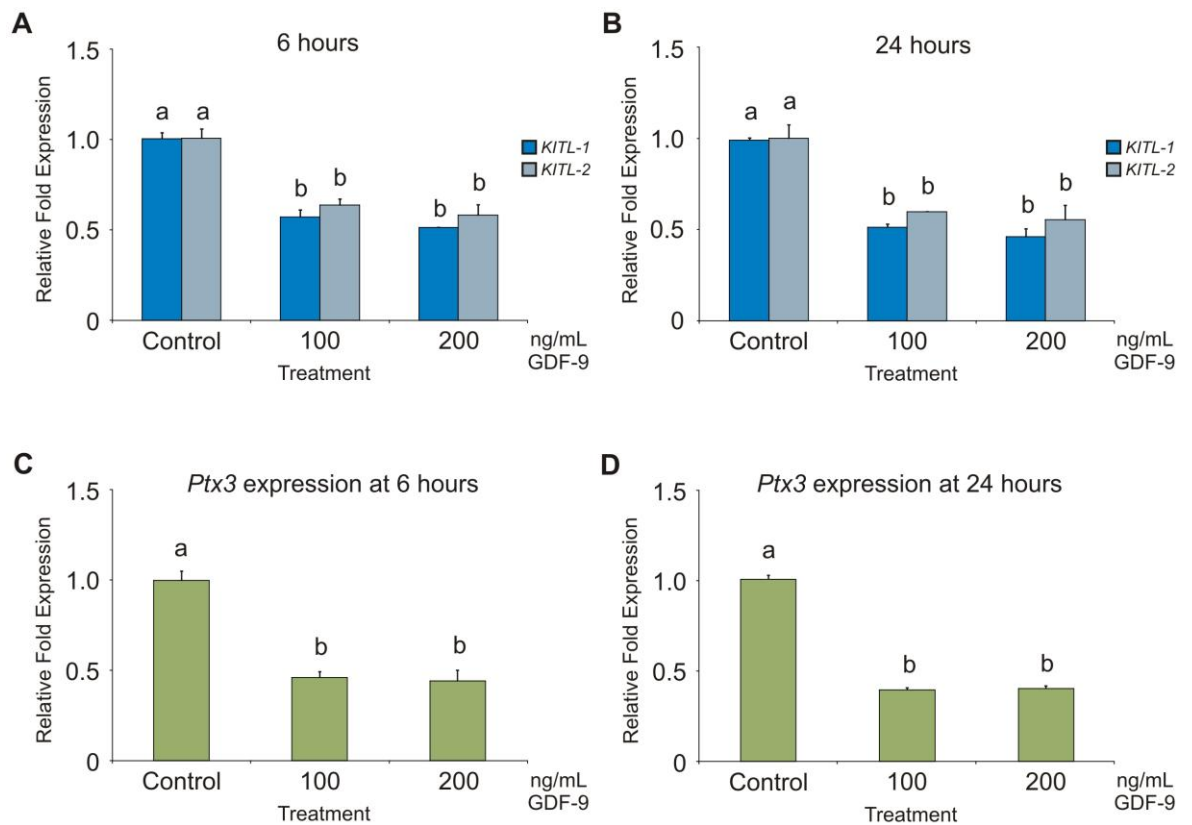 A
6 hours
1.5
1.0
0.5
0
Relative Fold Expression
a a
b b
b b
KITL-1
KITL-2
Control 100 200 ng/mL
GDF-9
Treatment
B
24 hours
1.5
1.0
0.5
0
Relative Fold Expression
a a
b b
b b
KITL-1
KITL-2
Control 100 200 ng/mL
GDF-9
Treatment
C
Ptx3 expression at 6 hours
1.5
1.0
0.5
0
Relative Fold Expression
a
b
b
Control 100 200 ng/mL
GDF-9
Treatment
D
Ptx3 expression at 24 hours
1.5
1.0
0.5
0
Relative Fold Expression
a
b
b
Control 100 200 ng/mL
GDF-9
Treatment